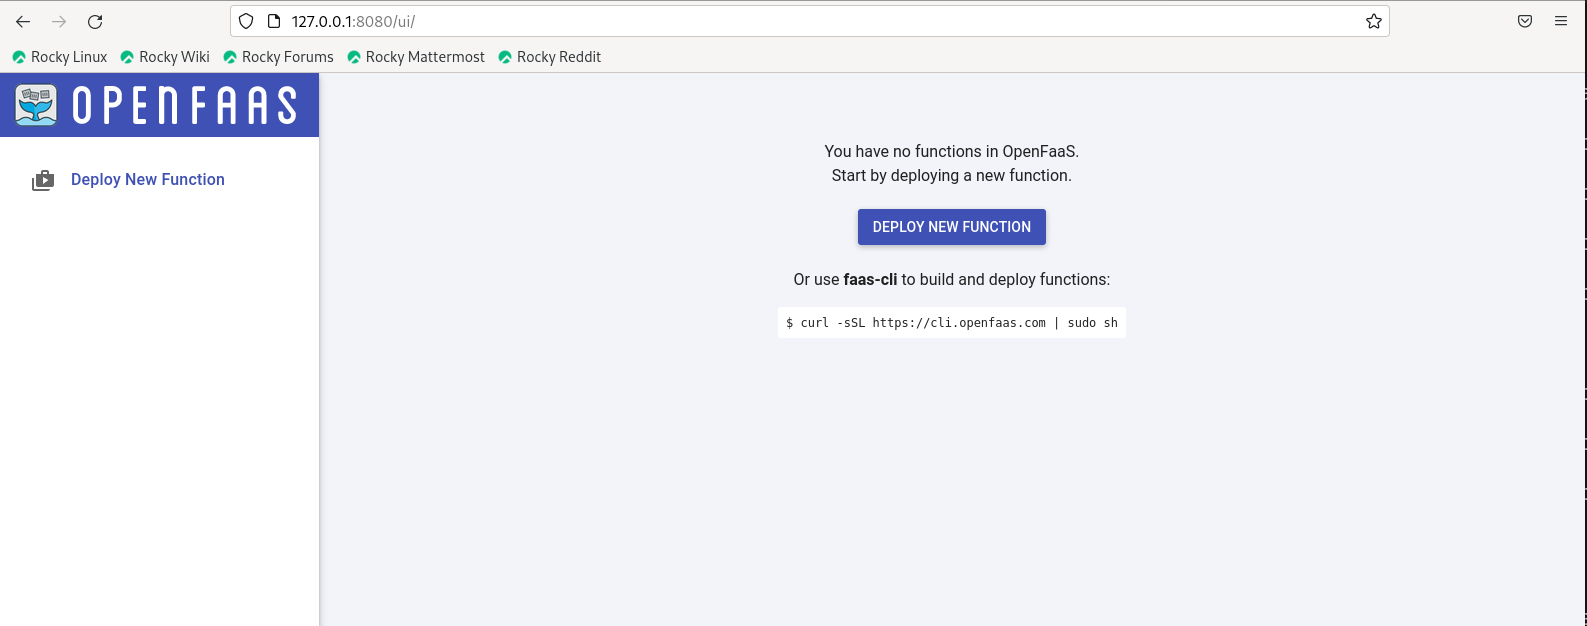 127.0.0.1:8080/ui/
Rocky Linux Rocky Wiki Rocky Forums Rocky Mattermost Rocky Reddit
OPENFAAS
Deploy New Function
You have no functions in OpenFaaS.
Start by deploying a new function.
DEPLOY NEW FUNCTION
Or use faas-cli to build and deploy functions:
$ curl -sSL https://cli.openfaas.com | sudo sh